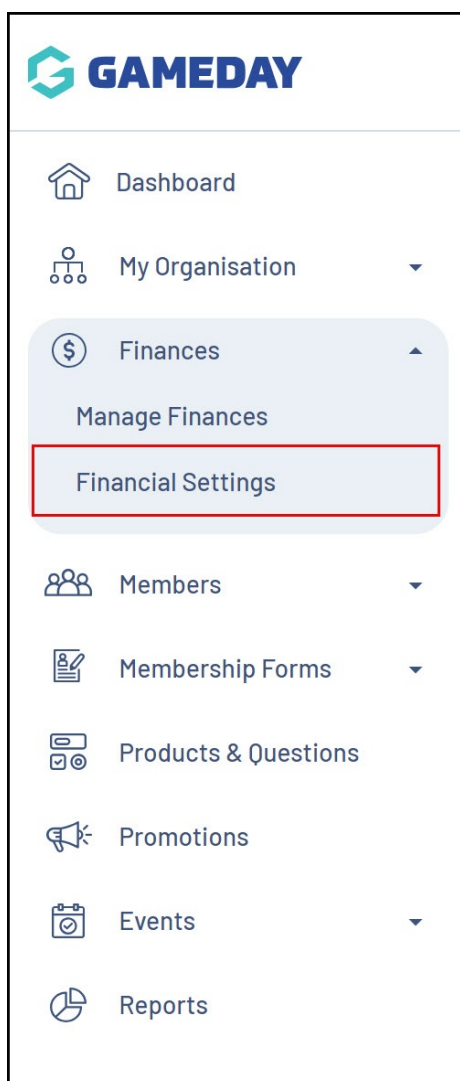 GAMEDAY
Dashboard
My Organisation
Finances
Manage Finances
Financial Settings
Members
Membership Forms
Products & Questions
Promotions
Events
Reports